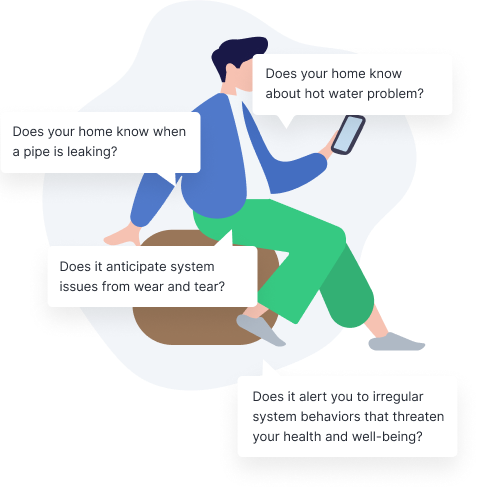 Does your home know
about hot water problem?
Does your home know when
a pipe is leaking?
Does it anticipate system
issues from wear and tear?
Does it alert you to irregular
system behaviors that threaten
your health and well-being?